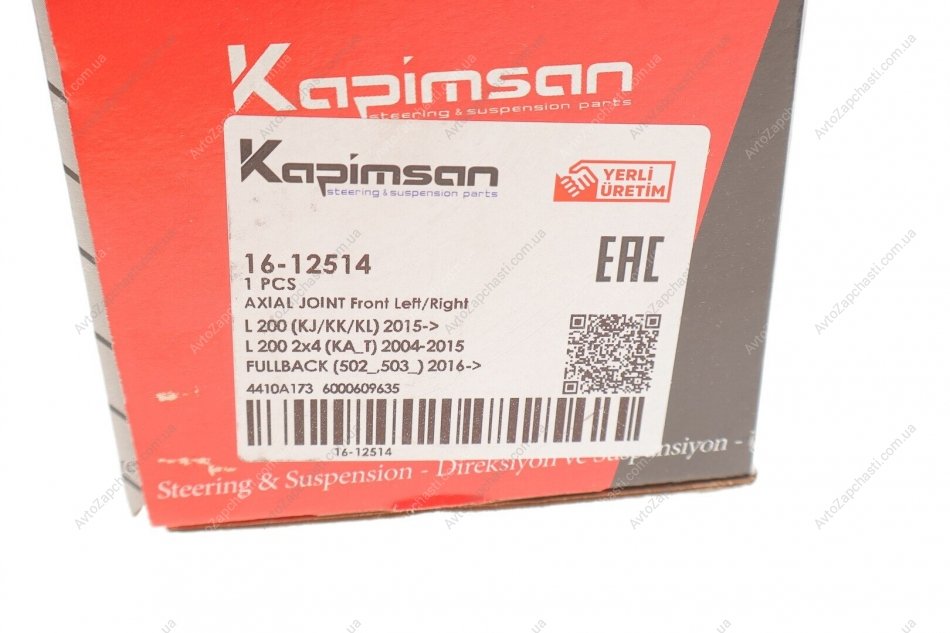 Kapimsan
steering & suspension parts
Kapimsan
steering & suspension parts
YERLİ
ÜRETİM
16-12514
EAC
1 PCS
AXIAL JOINT Front Left/Right
L 200 (KJ/KK/KL) 2015->
L 200 2x4 (KA_T) 2004-2015
FULLBACK (502_,503_) 2016->
4410A173 6000609635
16-12514
Steering & Suspension - Direksiyon ve Suspansiyon -
AvtoZapchasti.com.ua